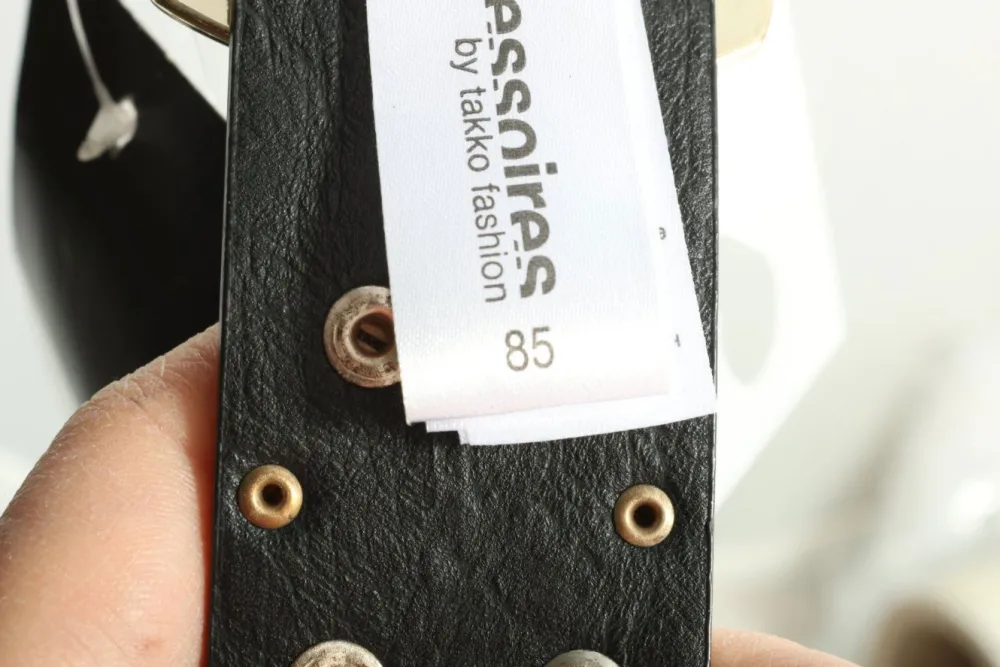 essoires
by takko fashion
85